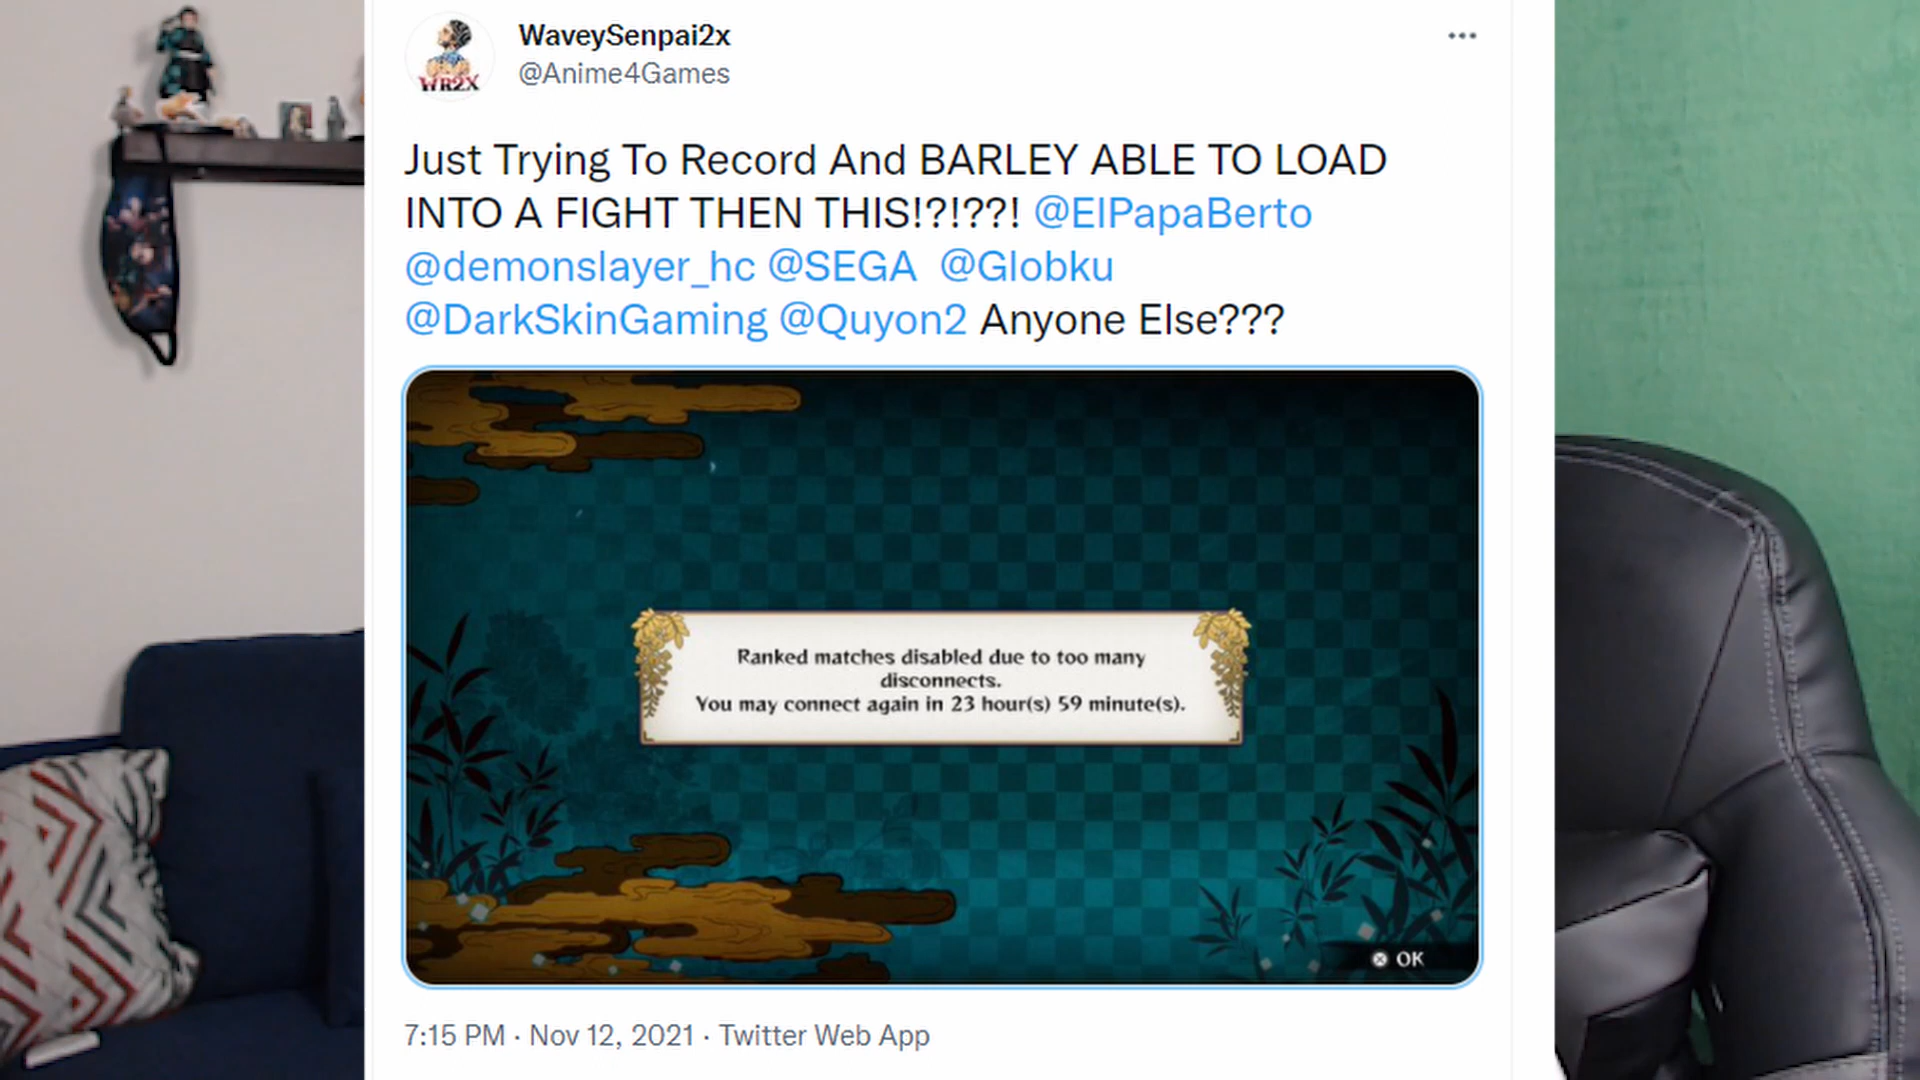 WaveySenpai2x
@Anime4Games
WR2X
Just Trying To Record And BARLEY ABLE TO LOAD
INTO A FIGHT THEN THIS!?!??! @ElPapaBerto
@demonslayer_hc @SEGA @Globku
@DarkSkinGaming @Quyon2 Anyone Else???
Ranked matches disabled due to too many
disconnects.
You may connect again in 23 hour(s) 59 minute(s).
OK
7:15 PM · Nov 12, 2021 · Twitter Web App